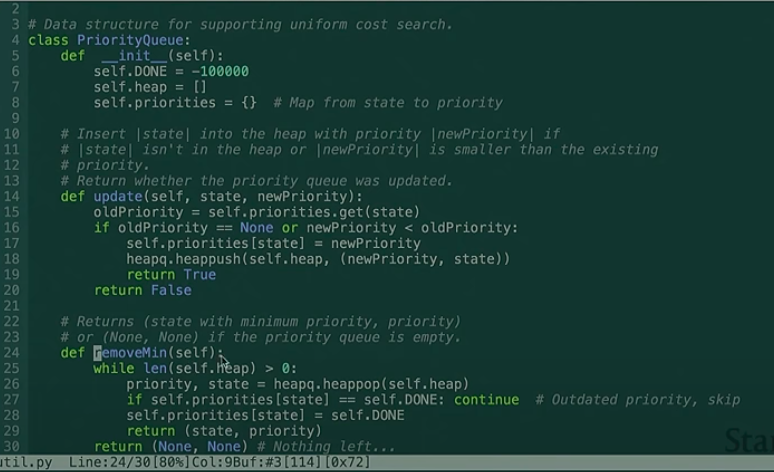 2
3 # Data structure for supporting uniform cost search.
4 class PriorityQueue:
5     def __init__(self):
6         self.DONE = -100000
7         self.heap = []
8         self.priorities = {}  # Map from state to priority
9
10     # Insert |state| into the heap with priority |newPriority| if
11     # |state| isn't in the heap or |newPriority| is smaller than the existing
12     # priority.
13     # Return whether the priority queue was updated.
14     def update(self, state, newPriority):
15         oldPriority = self.priorities.get(state)
16         if oldPriority == None or newPriority < oldPriority:
17             self.priorities[state] = newPriority
18             heapq.heappush(self.heap, (newPriority, state))
19             return True
20         return False
21
22     # Returns (state with minimum priority, priority)
23     # or (None, None) if the priority queue is empty.
24     def removeMin(self):
25         while len(self.heap) > 0:
26             priority, state = heapq.heappop(self.heap)
27             if self.priorities[state] == self.DONE: continue  # Outdated priority, skip
28             self.priorities[state] = self.DONE
29             return (state, priority)
30         return (None, None) # Nothing left...
util.py  Line:24/30[80%]Col:9Buf:#3[114][0x72]